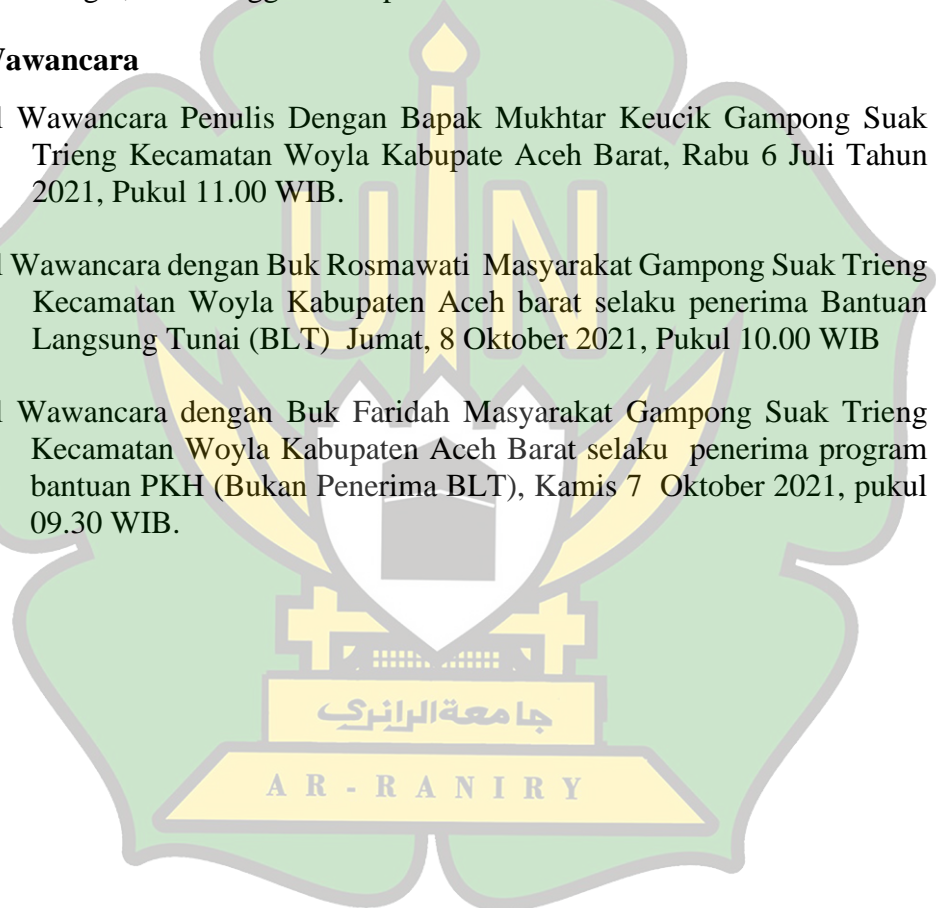 Wawancara
l Wawancara Penulis Dengan Bapak Mukhtar Keucik Gampong Suak
Trieng Kecamatan Woyla Kabupate Aceh Barat, Rabu 6 Juli Tahun
2021, Pukul 11.00 WIB.
l Wawancara dengan Buk Rosmawati Masyarakat Gampong Suak Trieng
Kecamatan Woyla Kabupaten Aceh barat selaku penerima Bantuan
Langsung Tunai (BLT) Jumat, 8 Oktober 2021, Pukul 10.00 WIB
l Wawancara dengan Buk Faridah Masyarakat Gampong Suak Trieng
Kecamatan Woyla Kabupaten Aceh Barat selaku penerima program
bantuan PKH (Bukan Penerima BLT), Kamis 7 Oktober 2021, pukul
09.30 WIB.
UIN
جامعة الرانري
AR-RANIRY